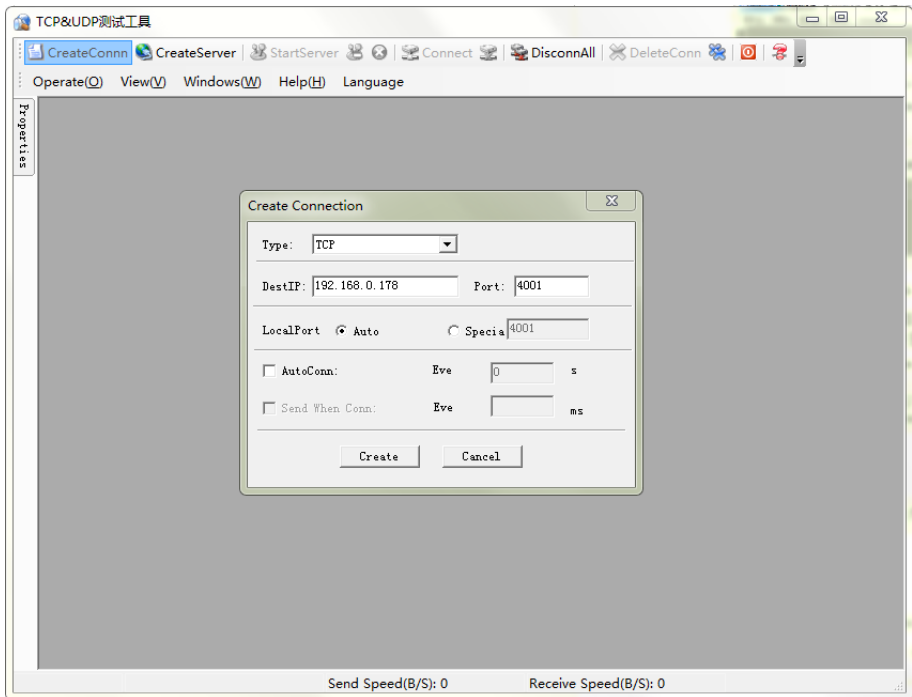 TCP&UDP测试工具
CreateConnn CreateServer StartServer Connect DisconnAll DeleteConn
Operate(O) View(V) Windows(W) Help(H) Language
Properties
Create Connection
Type: TCP
DestIP: 192.168.0.178 Port: 4001
LocalPort Auto Specia 4001
AutoConn: Eve 0 s
Send When Conn: Eve ms
Create Cancel
Send Speed(B/S): 0 Receive Speed(B/S): 0